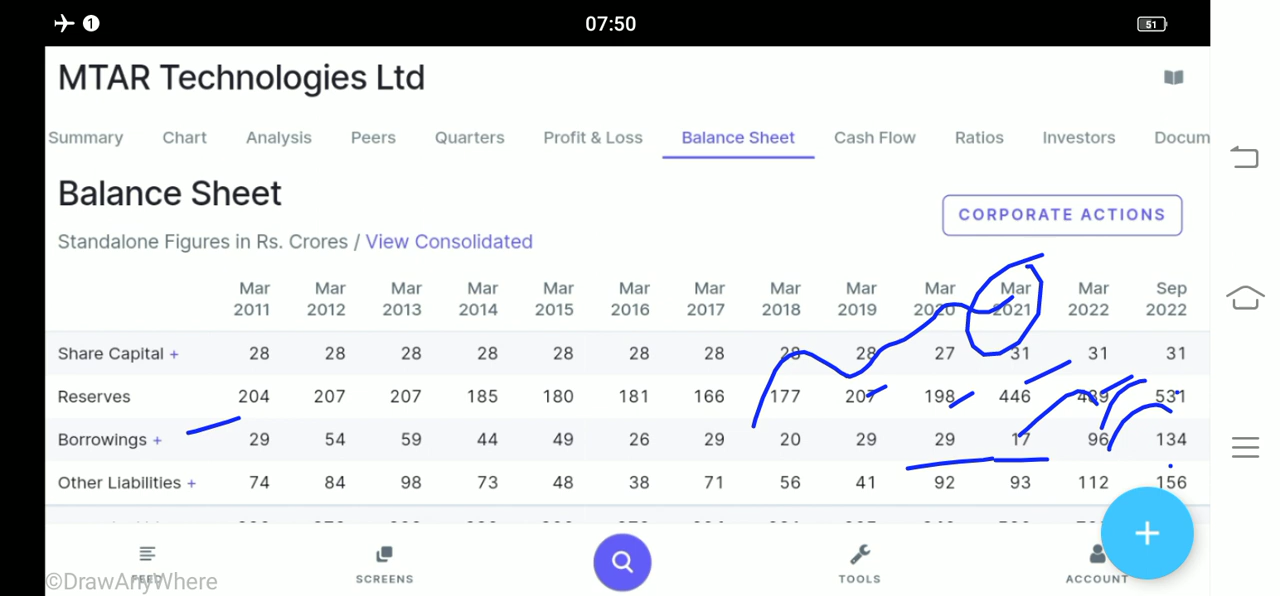 1 07:50 51
MTAR Technologies Ltd
Summary Chart Analysis Peers Quarters Profit & Loss Balance Sheet Cash Flow Ratios Investors Docum
Balance Sheet
CORPORATE ACTIONS
Standalone Figures in Rs. Crores / View Consolidated
Mar Mar Mar Mar Mar Mar Mar Mar Mar Mar Mar Mar Sep
2011 2012 2013 2014 2015 2016 2017 2018 2019 2020 2021 2022 2022
Share Capital + 28 28 28 28 28 28 28 28 28 27 31 31 31
Reserves 204 207 207 185 180 181 166 177 207 198 446 489 531
Borrowings + 29 54 59 44 49 26 29 20 29 29 17 96 134
Other Liabilities + 74 84 98 73 48 38 71 56 41 92 93 112 156
FEED SCREENS TOOLS ACCOUNT
©DrawAnyWhere